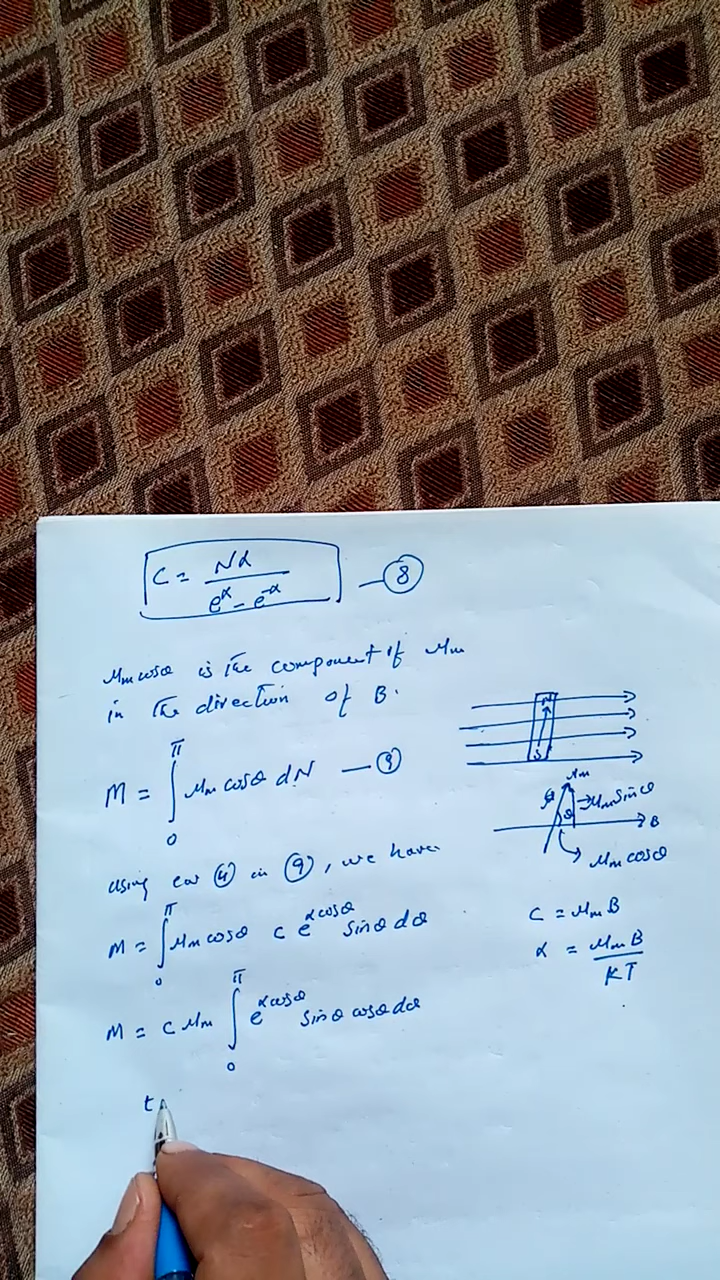 C = Nα / e^α - e^-α — (8)
μm cosθ is the component of μm
in the direction of B.
M = ∫₀^π μm cosθ dN — (9)
using eqn (4) in (9), we have
M = ∫₀^π μm cosθ C e^{α cosθ} sinθ dθ
M = C μm ∫₀^π e^{α cosθ} sinθ cosθ dθ
t
N
S
μm
θ
→ μm sinθ
B
μm cosθ
C = μm B
α = μm B / KT